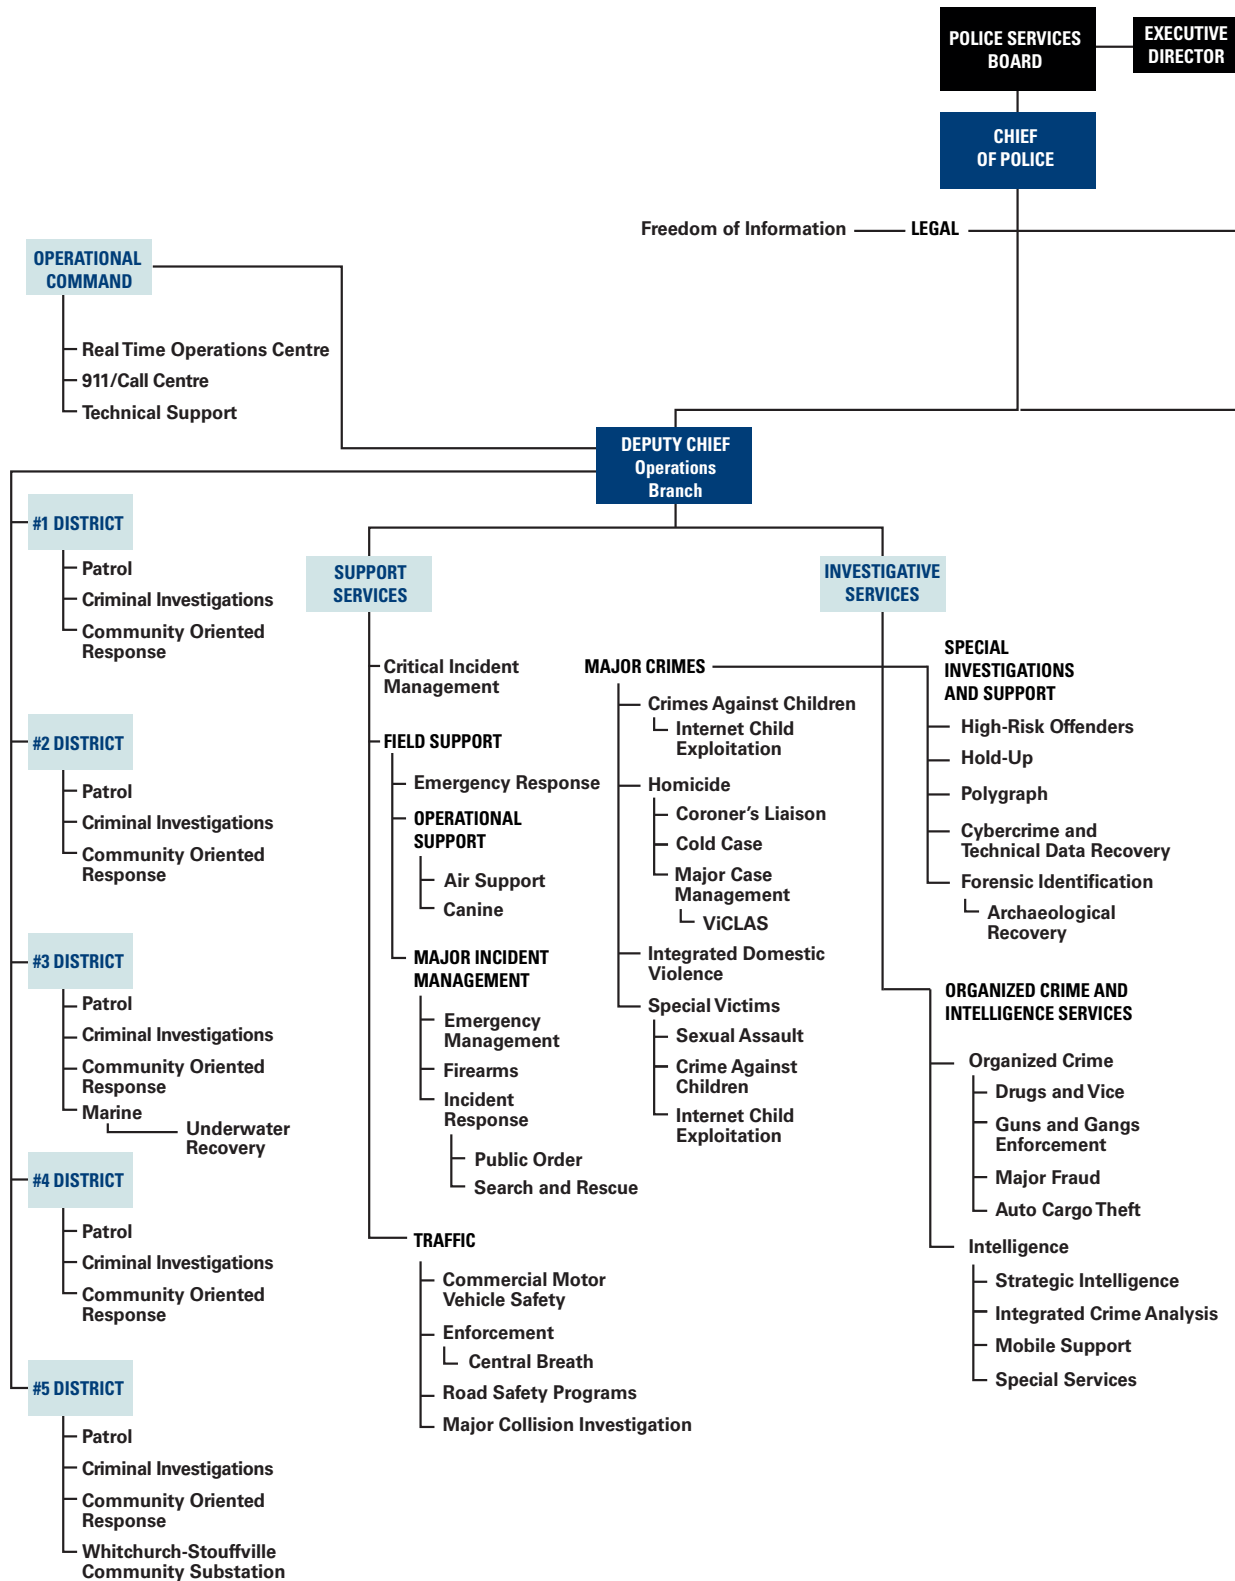 POLICE SERVICES
BOARD
EXECUTIVE
DIRECTOR
CHIEF
OF POLICE
Freedom of Information
LEGAL
OPERATIONAL
COMMAND
Real Time Operations Centre
911/Call Centre
Technical Support
DEPUTY CHIEF
Operations
Branch
#1 DISTRICT
Patrol
Criminal Investigations
Community Oriented
Response
#2 DISTRICT
Patrol
Criminal Investigations
Community Oriented
Response
#3 DISTRICT
Patrol
Criminal Investigations
Community Oriented
Response
Marine
Underwater
Recovery
#4 DISTRICT
Patrol
Criminal Investigations
Community Oriented
Response
#5 DISTRICT
Patrol
Criminal Investigations
Community Oriented
Response
Whitchurch-Stouffville
Community Substation
SUPPORT
SERVICES
Critical Incident
Management
FIELD SUPPORT
Emergency Response
OPERATIONAL
SUPPORT
Air Support
Canine
MAJOR INCIDENT
MANAGEMENT
Emergency
Management
Firearms
Incident
Response
Public Order
Search and Rescue
TRAFFIC
Commercial Motor
Vehicle Safety
Enforcement
Central Breath
Road Safety Programs
Major Collision Investigation
INVESTIGATIVE
SERVICES
MAJOR CRIMES
Crimes Against Children
Internet Child
Exploitation
Homicide
Coroner's Liaison
Cold Case
Major Case
Management
ViCLAS
Integrated Domestic
Violence
Special Victims
Sexual Assault
Crime Against
Children
Internet Child
Exploitation
SPECIAL
INVESTIGATIONS
AND SUPPORT
High-Risk Offenders
Hold-Up
Polygraph
Cybercrime and
Technical Data Recovery
Forensic Identification
Archaeological
Recovery
ORGANIZED CRIME AND
INTELLIGENCE SERVICES
Organized Crime
Drugs and Vice
Guns and Gangs
Enforcement
Major Fraud
Auto Cargo Theft
Intelligence
Strategic Intelligence
Integrated Crime Analysis
Mobile Support
Special Services